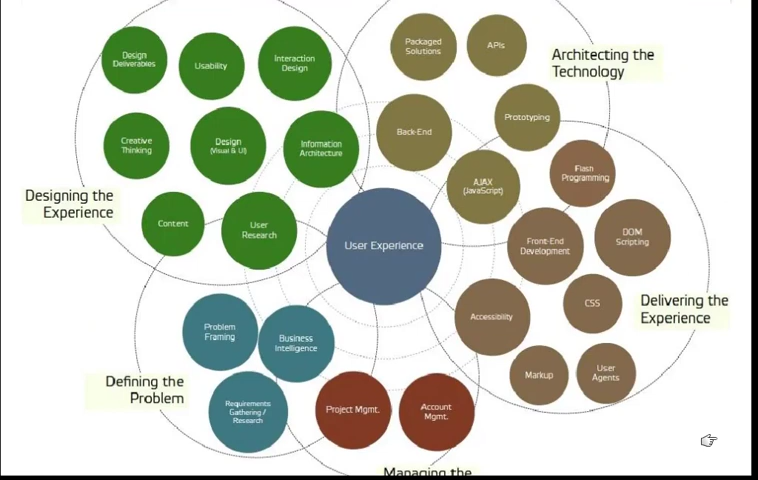 Design
Deliverables
Usability
Interaction
Design
Creative
Thinking
Design
(Visual & UI)
Information
Architecture
Content
User
Research
Designing the
Experience
Packaged
Solutions
APIs
Architecting the
Technology
Back-End
Prototyping
AJAX
(JavaScript)
Flash
Programming
User Experience
Front-End
Development
DOM
Scripting
CSS
Accessibility
Markup
User
Agents
Delivering the
Experience
Problem
Framing
Business
Intelligence
Requirements
Gathering /
Research
Defining the
Problem
Project Mgmt.
Account
Mgmt.
Managing the